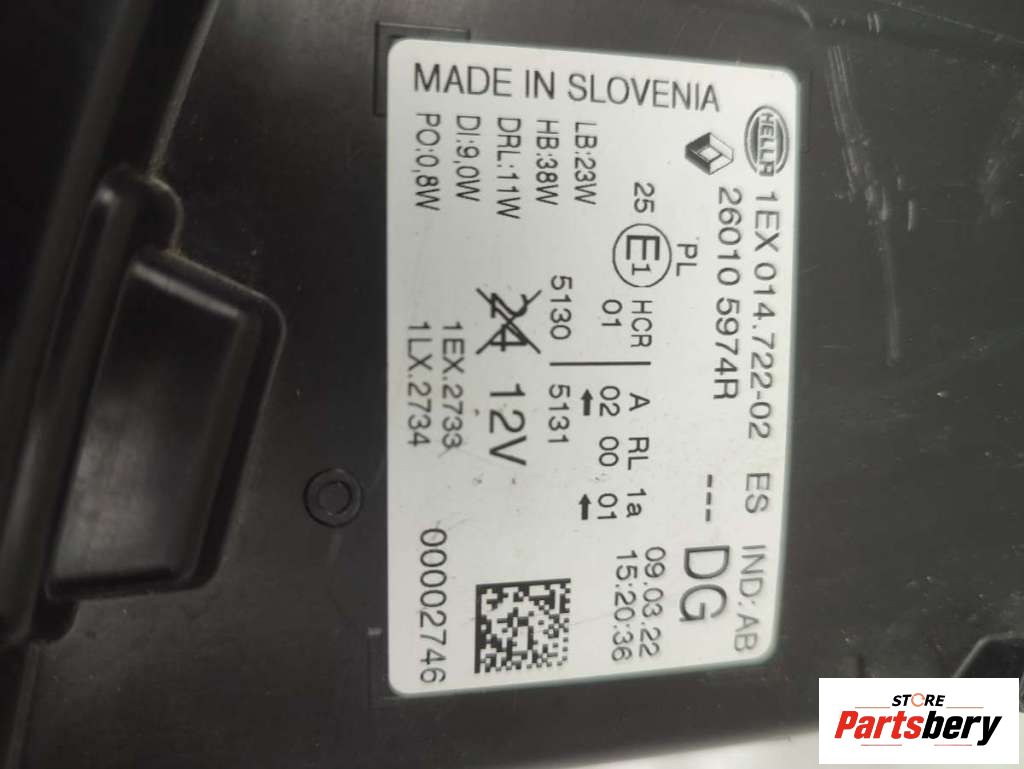 HELLA 1EX 014.722-02 ES IND: AB
26010 5974R --- DG
PL
25 E1 HCR A RL 1a 09.03.22
01 02 00 01 15:20:36
LB:23W
HB:38W 5130 5131
DRL:11W 24 12V
DI:9,0W 1EX.2733
PO:0,8W 1LX.2734 00002746
MADE IN SLOVENIA
STORE
Partsbery